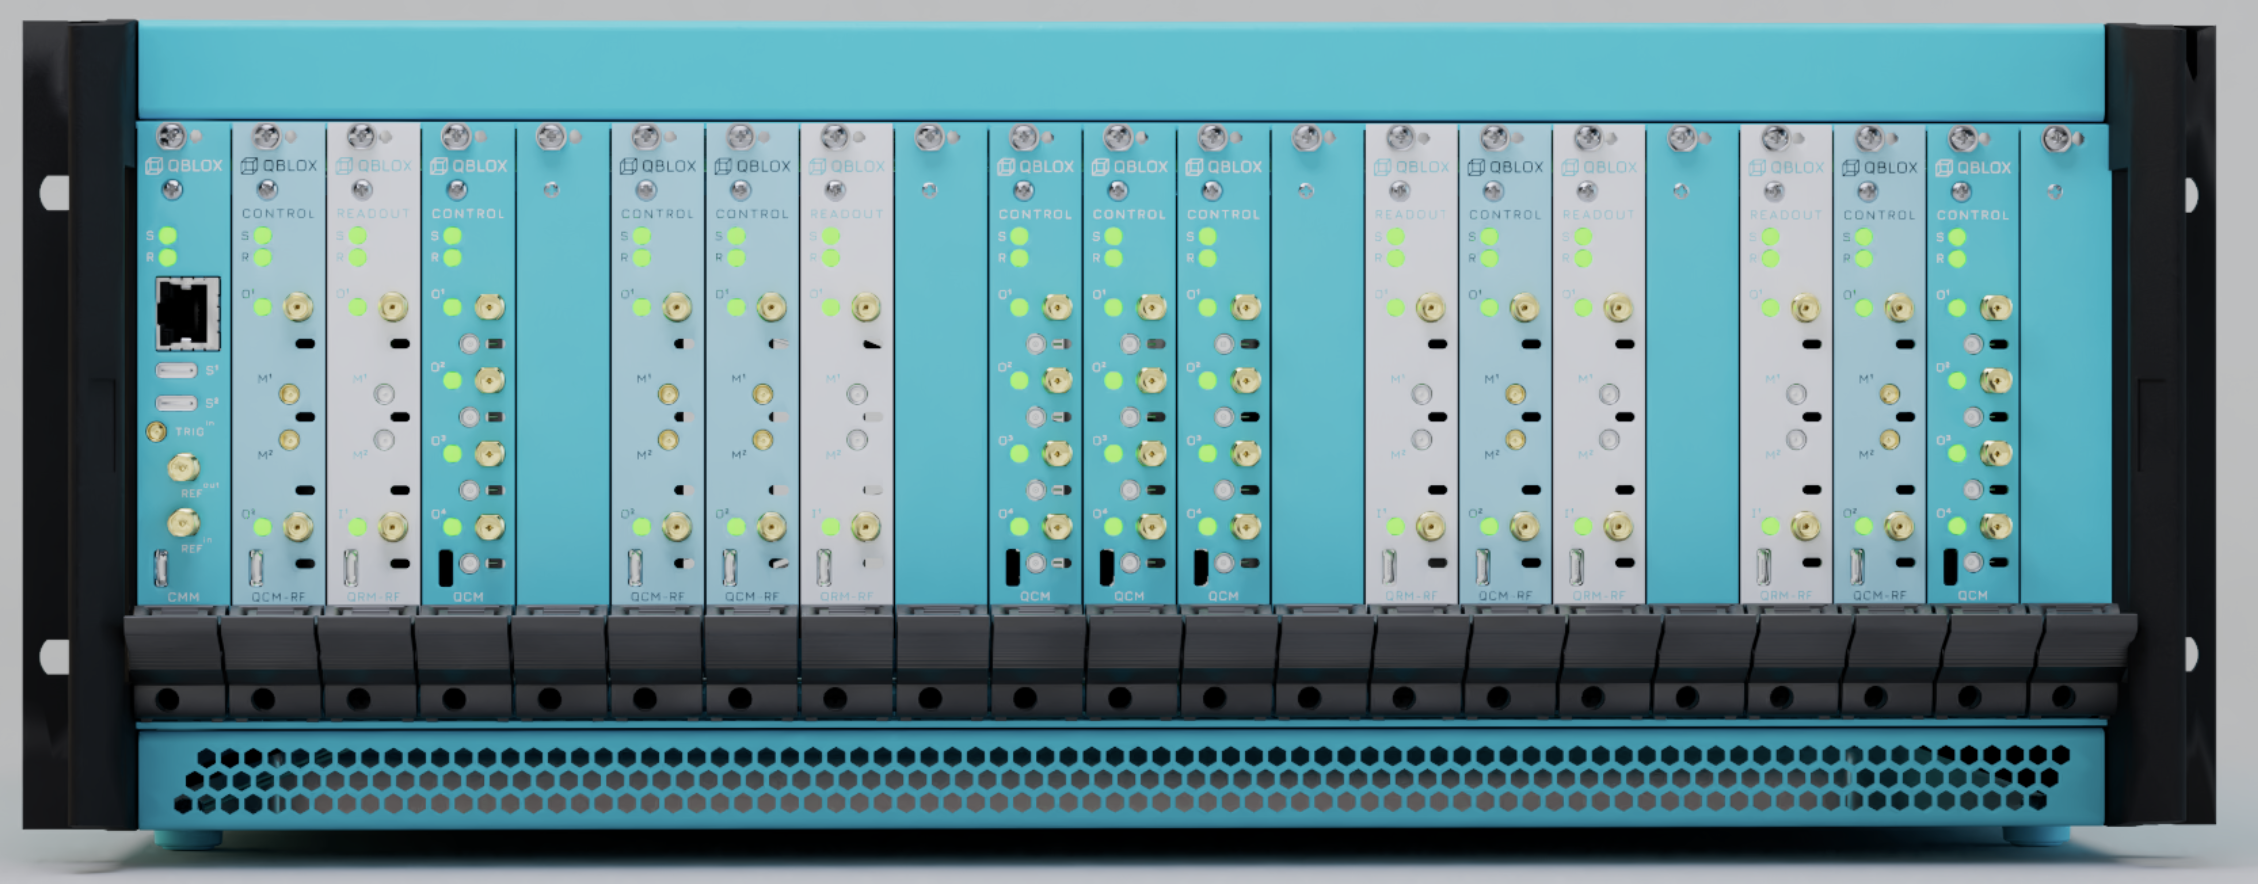 QBLOX
S
R
S¹
S²
TRIG in
REF out
REF in
CMM
QBLOX
CONTROL
S
R
O¹
M¹
M²
O²
QCM-RF
QBLOX
READOUT
S
R
O¹
M¹
M²
I¹
QRM-RF
QBLOX
CONTROL
S
R
O¹
O²
O³
O⁴
QCM
QBLOX
CONTROL
S
R
O¹
M¹
M²
O²
QCM-RF
QBLOX
CONTROL
S
R
O¹
M¹
M²
O²
QCM-RF
QBLOX
READOUT
S
R
O¹
M¹
M²
I¹
QRM-RF
QBLOX
CONTROL
S
R
O¹
O²
O³
O⁴
QCM
QBLOX
CONTROL
S
R
O¹
O²
O³
O⁴
QCM
QBLOX
CONTROL
S
R
O¹
O²
O³
O⁴
QCM
QBLOX
READOUT
S
R
O¹
M¹
M²
I¹
QRM-RF
QBLOX
CONTROL
S
R
O¹
M¹
M²
O²
QCM-RF
QBLOX
READOUT
S
R
O¹
M¹
M²
I¹
QRM-RF
QBLOX
READOUT
S
R
O¹
M¹
M²
I¹
QRM-RF
QBLOX
CONTROL
S
R
O¹
M¹
M²
O²
QCM-RF
QBLOX
CONTROL
S
R
O¹
O²
O³
O⁴
QCM